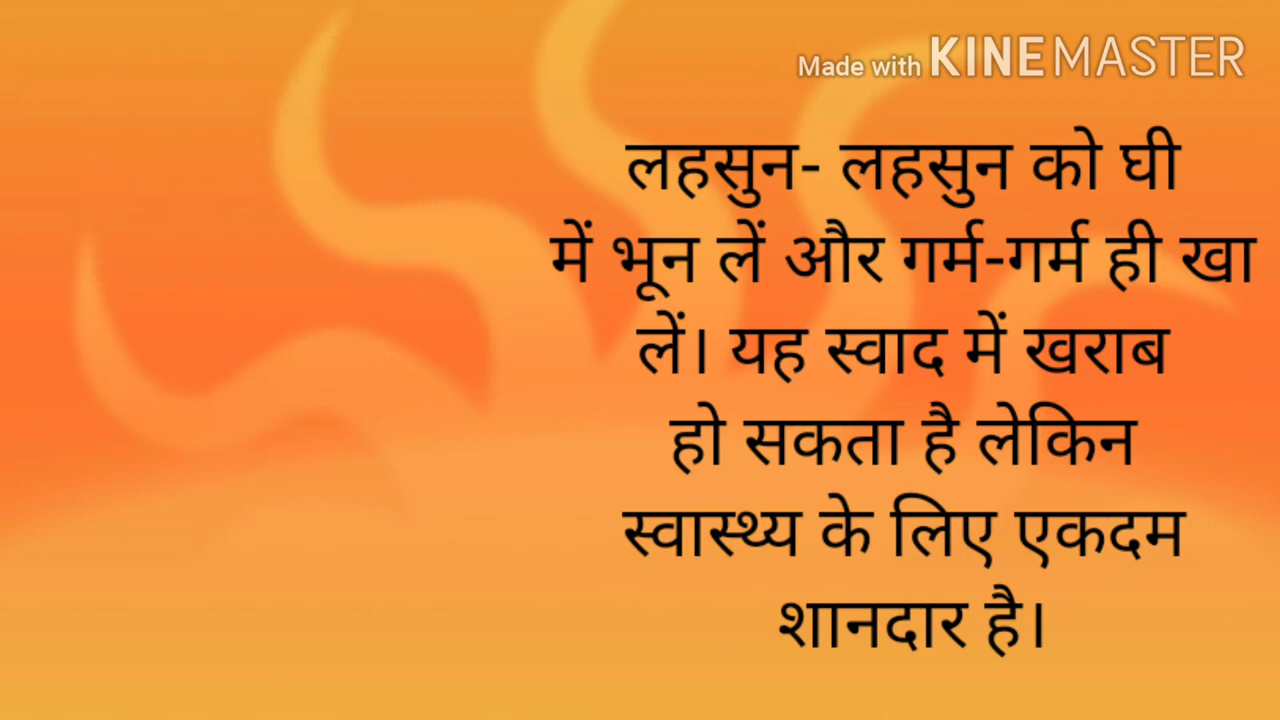 Made with KINEMASTER
लहसुन- लहसुन को घी
में भून लें और गर्म-गर्म ही खा
लें। यह स्वाद में खराब
हो सकता है लेकिन
स्वास्थ्य के लिए एकदम
शानदार है।